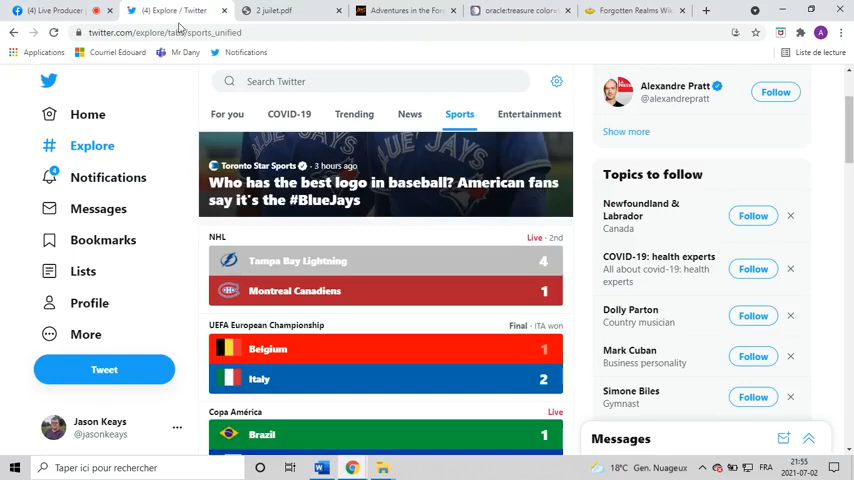 (4) Live Producer
(4) Explore / Twitter
2 juilet.pdf
Adventures in the For
oracle:treasure color=
Forgotten Realms Wik
twitter.com/explore/tabs/sports_unified
Applications
Courriel Edouard
Mr Dany
Notifications
Liste de lecture
Home
Explore
4
Notifications
Messages
Bookmarks
Lists
Profile
More
Tweet
Jason Keays
@jasonkeays
Search Twitter
For you
COVID-19
Trending
News
Sports
Entertainment
BLUE JAYS
BLUE JAYS
Toronto Star Sports · 3 hours ago
Who has the best logo in baseball? American fans
say it's the #BlueJays
NHL
Live · 2nd
Tampa Bay Lightning 4
Montreal Canadiens 1
UEFA European Championship
Final · ITA won
Belgium 1
Italy 2
Copa América
Live
Brazil 1
Alexandre Pratt
@alexandrepratt
Follow
Show more
Topics to follow
Newfoundland &
Labrador
Canada
Follow
COVID-19: health experts
All about covid-19: health
experts
Follow
Dolly Parton
Country musician
Follow
Mark Cuban
Business personality
Follow
Simone Biles
Gymnast
Follow
Messages
Taper ici pour rechercher
18°C Gen. Nuageux
FRA
21:55
2021-07-02